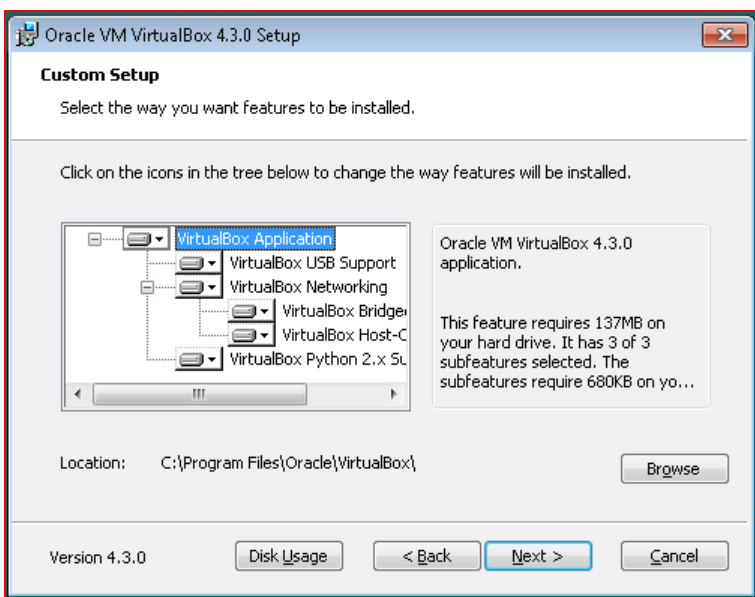 Oracle VM VirtualBox 4.3.0 Setup
Custom Setup
Select the way you want features to be installed.
Click on the icons in the tree below to change the way features will be installed.
VirtualBox Application
VirtualBox USB Support
VirtualBox Networking
VirtualBox Bridge
VirtualBox Host-C
VirtualBox Python 2.x Su
Oracle VM VirtualBox 4.3.0
application.
This feature requires 137MB on
your hard drive. It has 3 of 3
subfeatures selected. The
subfeatures require 680KB on yo...
Location: C:\Program Files\Oracle\VirtualBox\
Browse
Version 4.3.0 Disk Usage < Back Next > Cancel